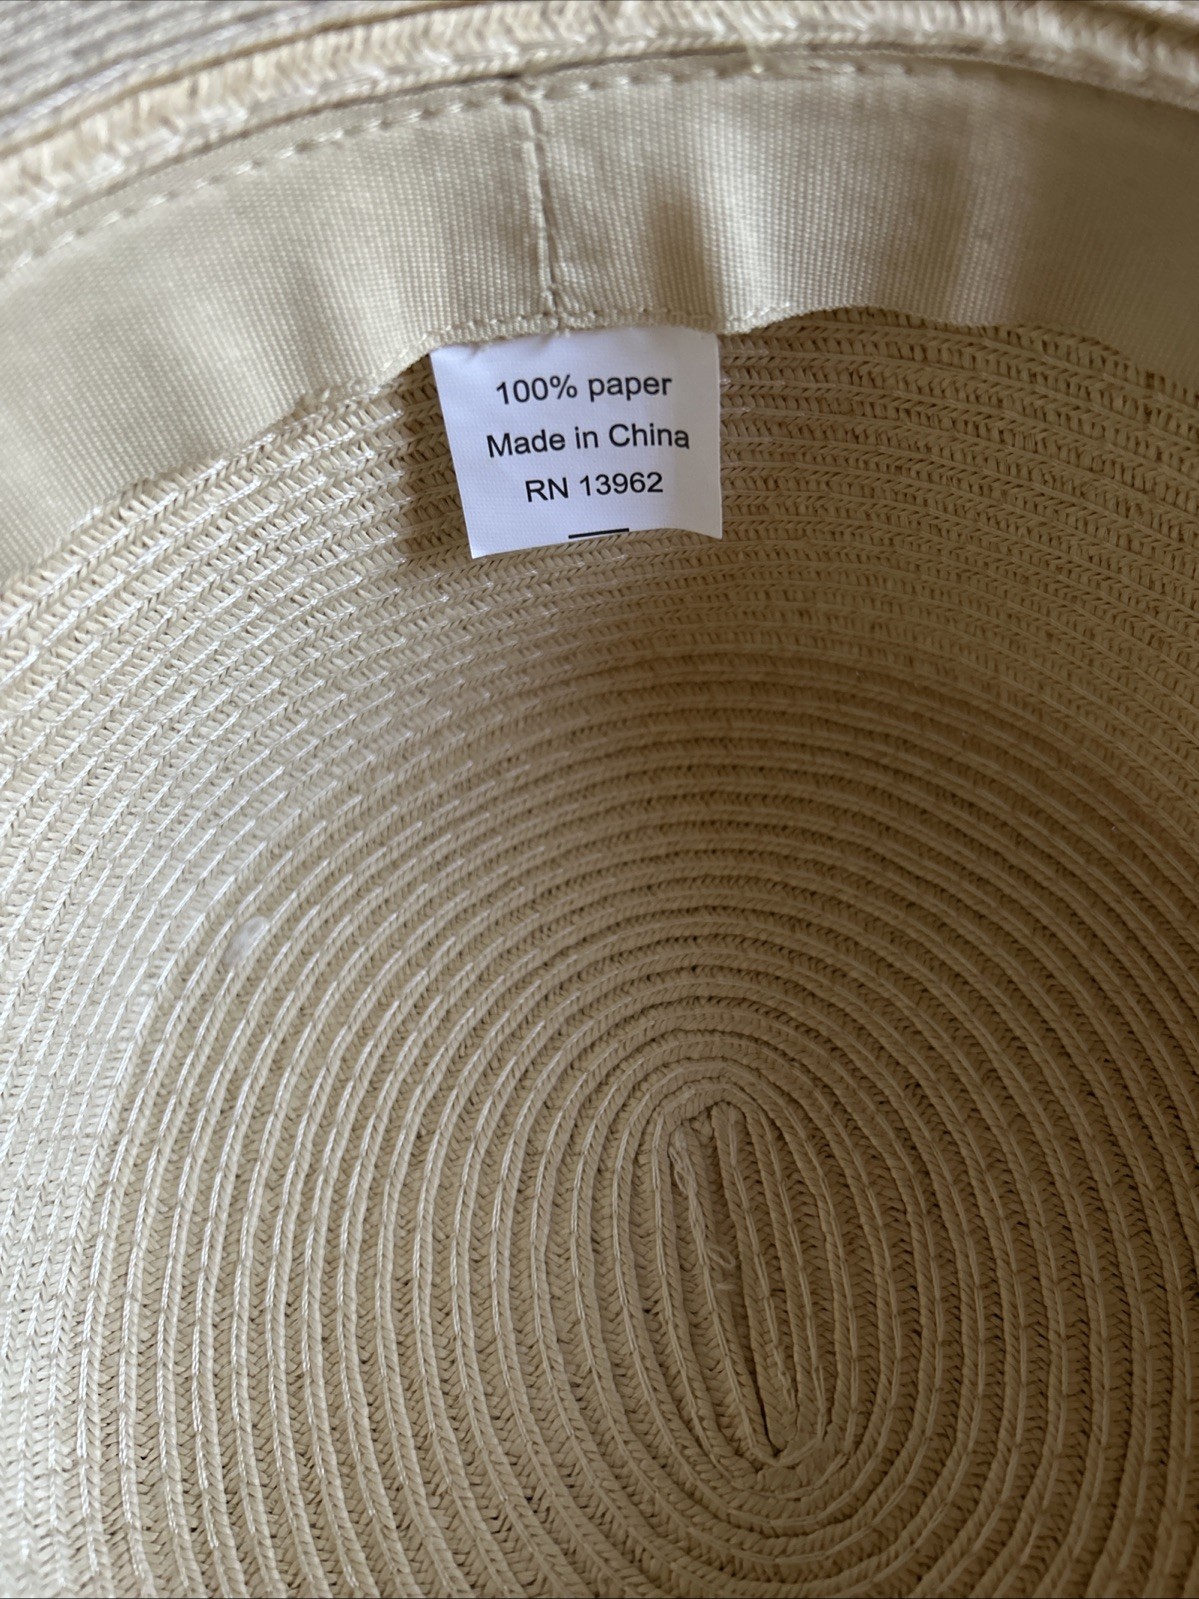 100% paper
Made in China
RN 13962